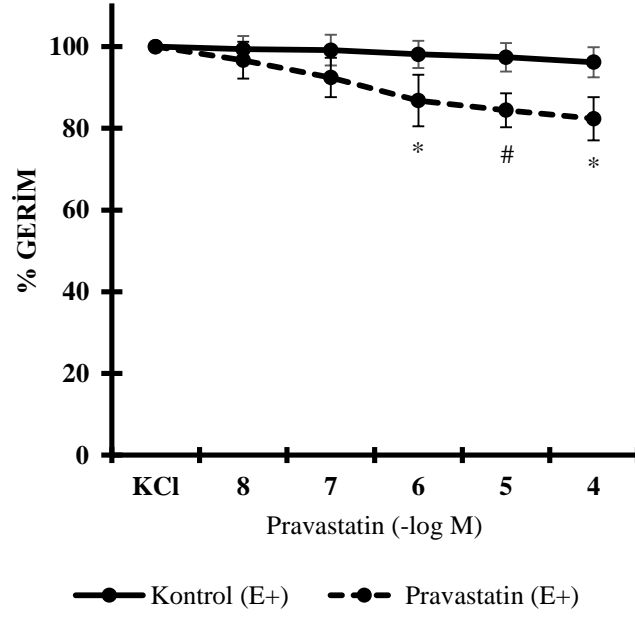 % GERİM
100
80
60
40
20
0
* # *
KCl 8 7 6 5 4
Pravastatin (-log M)
Kontrol (E+) Pravastatin (E+)